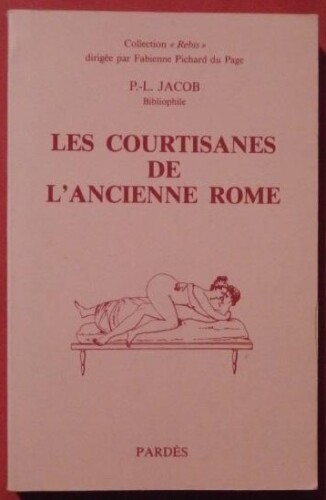 Collection « Rebis »
dirigée par Fabienne Pichard du Page
P.-L. JACOB
Bibliophile
LES COURTISANES
DE
L'ANCIENNE ROME
PARDÈS